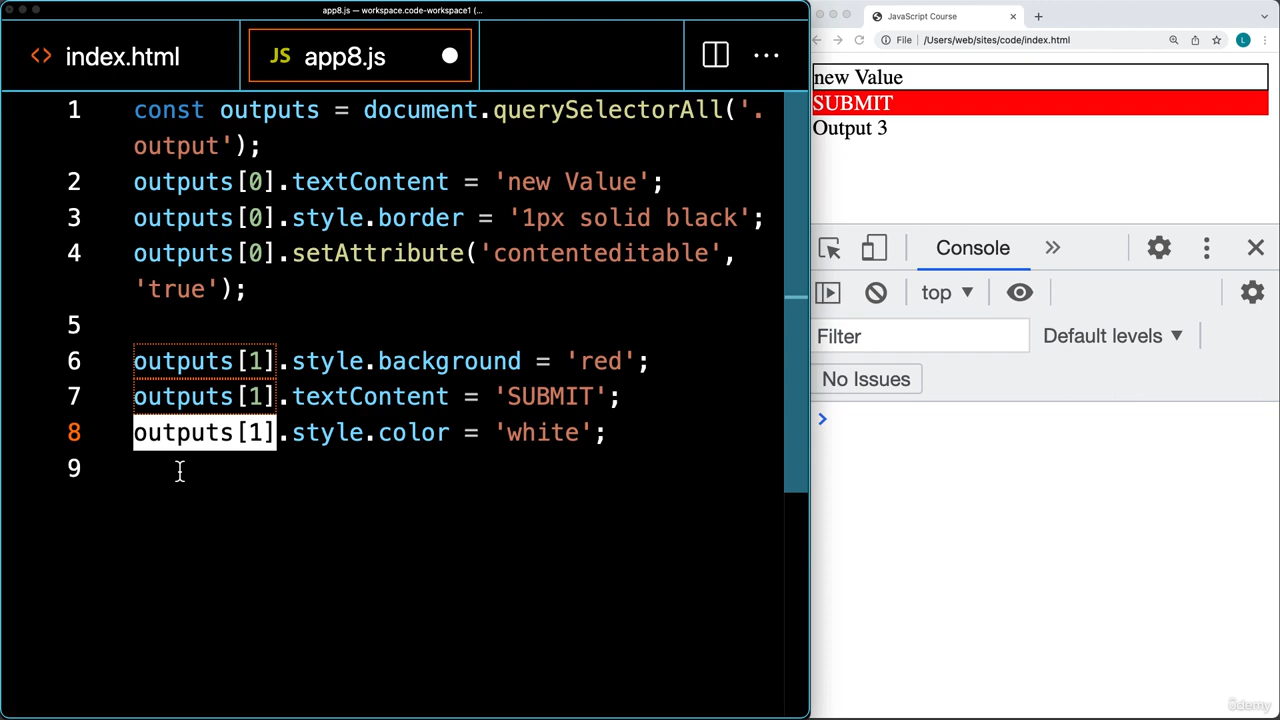 app8.js — workspace.code-workspace1 (...
<> index.html
JS app8.js
1 const outputs = document.querySelectorAll('.
output');
2 outputs[0].textContent = 'new Value';
3 outputs[0].style.border = '1px solid black';
4 outputs[0].setAttribute('contenteditable',
'true');
5
6 outputs[1].style.background = 'red';
7 outputs[1].textContent = 'SUBMIT';
8 outputs[1].style.color = 'white';
9
JavaScript Course
File /Users/web/sites/code/index.html
L
new Value
SUBMIT
Output 3
Console
top
Filter
Default levels
No Issues
ûdemy